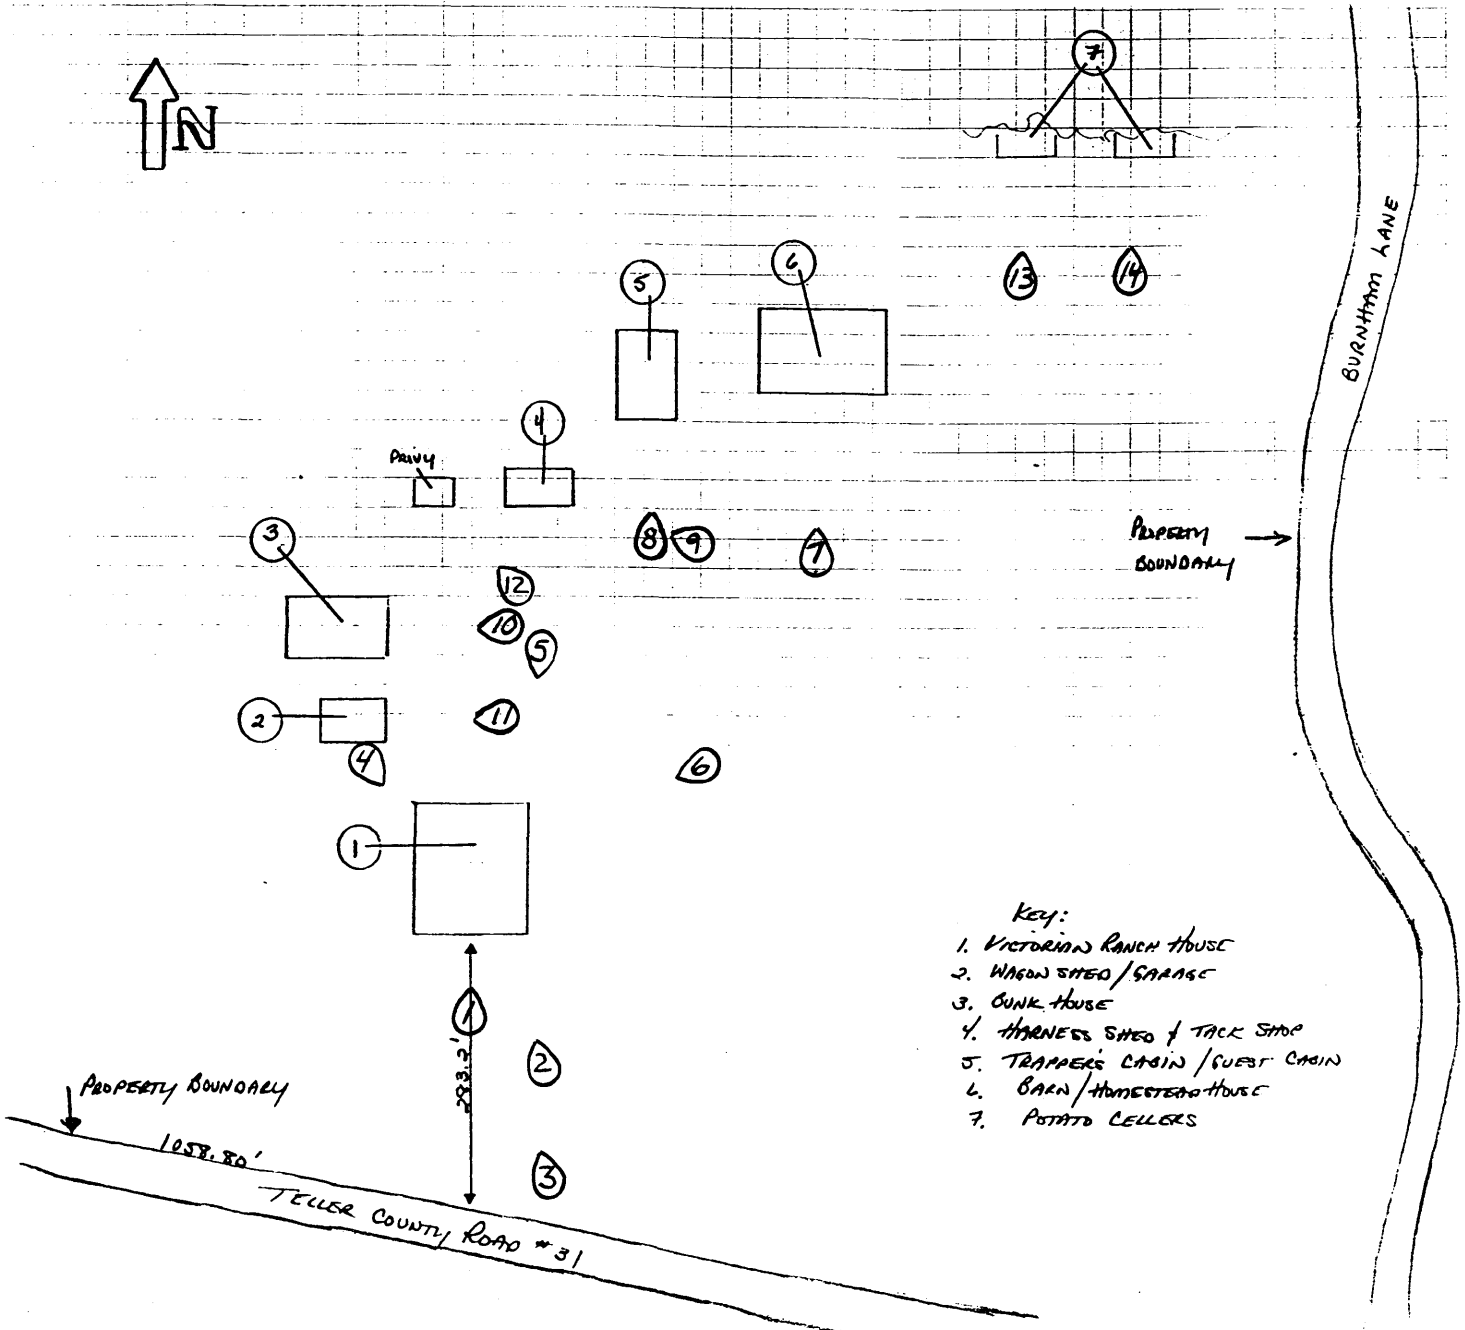 7
N
6
5
13
14
BURNHAM LANE
4
PRIVY
3
8
9
7
PROPERTY
BOUNDARY
12
10
5
2
11
4
6
1
KEY:
1. VICTORIAN RANCH HOUSE
2. WAGON SHED / GARAGE
3. BUNK HOUSE
4. HARNESS SHED & TACK SHOP
5. TRAPPERS CABIN / GUEST CABIN
6. BARN / HOMESTEAD HOUSE
7. POTATO CELLERS
1
293.2'
2
PROPERTY BOUNDARY
1058.80'
3
TELLER COUNTY ROAD #31